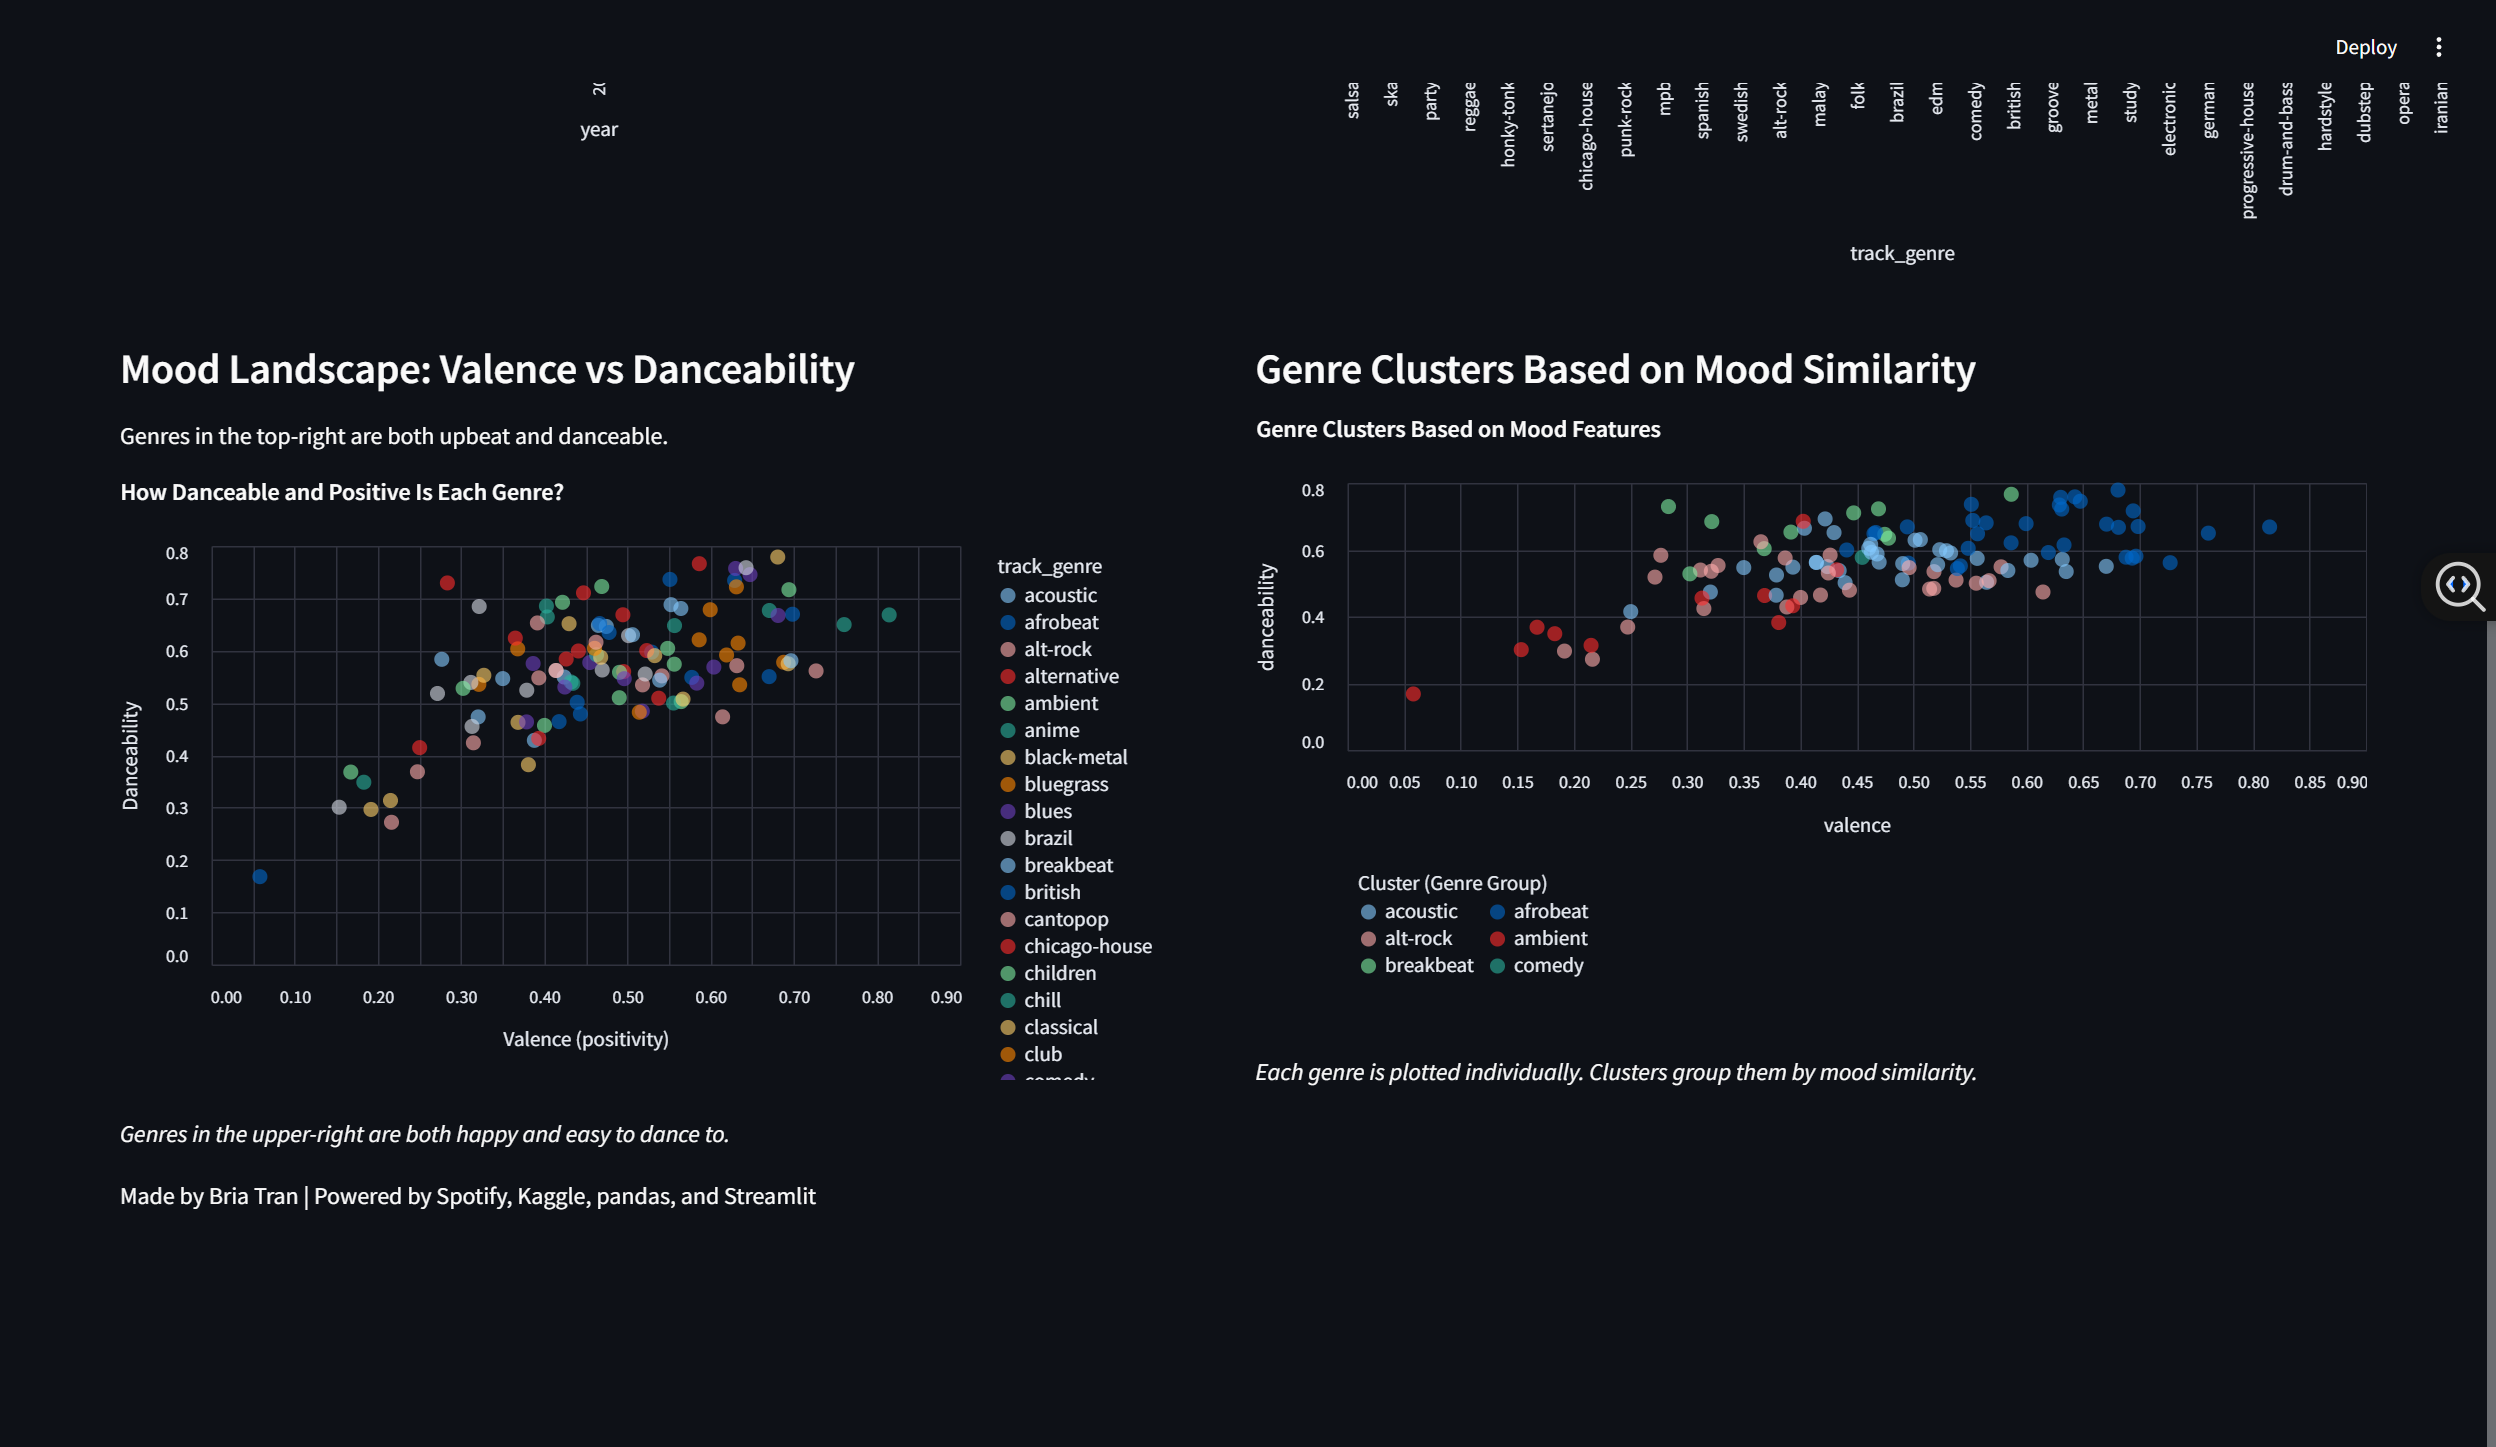 Deploy
20
year
salsa
ska
party
reggae
honky-tonk
sertanejo
chicago-house
punk-rock
mpb
spanish
swedish
alt-rock
malay
folk
brazil
edm
comedy
british
groove
metal
study
electronic
german
progressive-house
drum-and-bass
hardstyle
dubstep
opera
iranian
track_genre
Mood Landscape: Valence vs Danceability
Genres in the top-right are both upbeat and danceable.
How Danceable and Positive Is Each Genre?
0.8
0.7
0.6
0.5
0.4
0.3
0.2
0.1
0.0
Danceability
0.00 0.10 0.20 0.30 0.40 0.50 0.60 0.70 0.80 0.90
Valence (positivity)
track_genre
acoustic
afrobeat
alt-rock
alternative
ambient
anime
black-metal
bluegrass
blues
brazil
breakbeat
british
cantopop
chicago-house
children
chill
classical
club
comedy
Genres in the upper-right are both happy and easy to dance to.
Made by Bria Tran | Powered by Spotify, Kaggle, pandas, and Streamlit
Genre Clusters Based on Mood Similarity
Genre Clusters Based on Mood Features
0.8
0.6
0.4
0.2
0.0
danceability
0.00 0.05 0.10 0.15 0.20 0.25 0.30 0.35 0.40 0.45 0.50 0.55 0.60 0.65 0.70 0.75 0.80 0.85 0.90
valence
Cluster (Genre Group)
acoustic afrobeat
alt-rock ambient
breakbeat comedy
Each genre is plotted individually. Clusters group them by mood similarity.